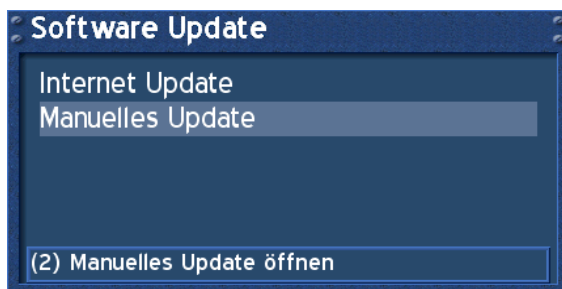 Software Update
Internet Update
Manuelles Update
(2) Manuelles Update öffnen